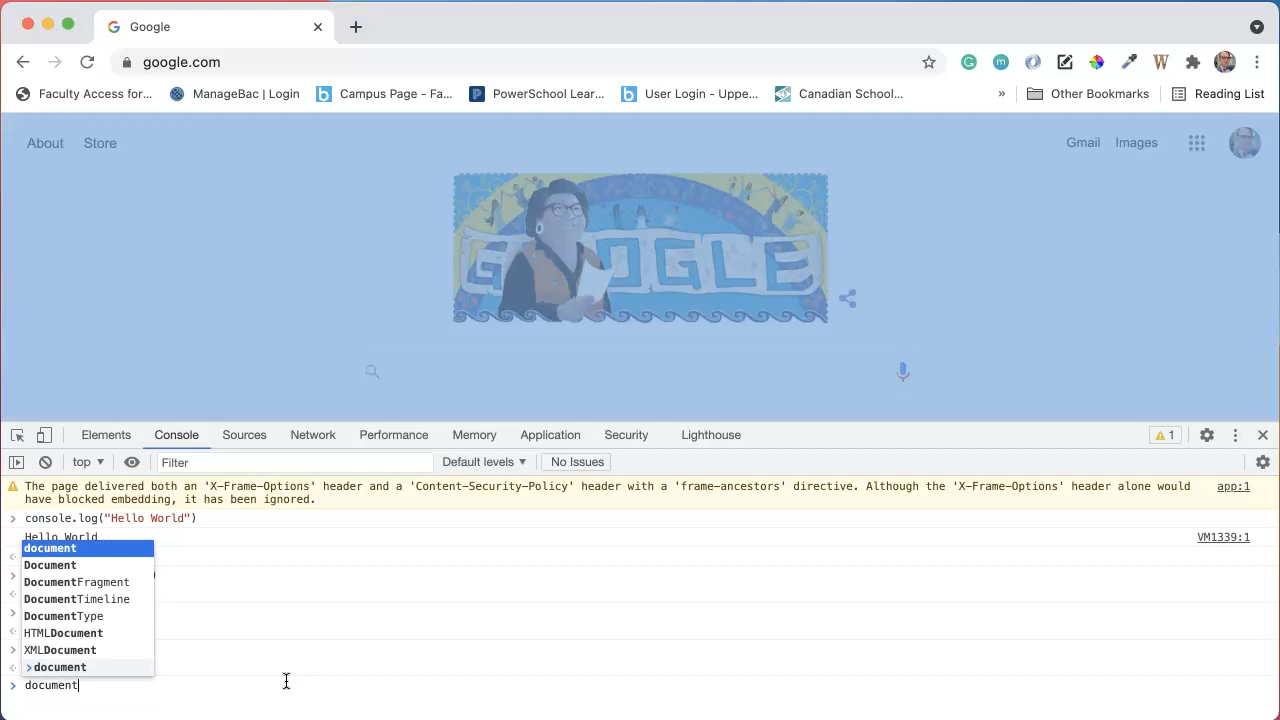 Google
google.com
Faculty Access for... ManageBac | Login Campus Page - Fa... PowerSchool Lear... User Login - Uppe... Canadian School... » Other Bookmarks Reading List
About Store Gmail Images
GOOGLE
Elements Console Sources Network Performance Memory Application Security Lighthouse 1
top Filter Default levels No Issues
The page delivered both an 'X-Frame-Options' header and a 'Content-Security-Policy' header with a 'frame-ancestors' directive. Although the 'X-Frame-Options' header alone would app:1
have blocked embedding, it has been ignored.
> console.log("Hello World")
Hello World VM1339:1
document
Document
DocumentFragment
DocumentTimeline
DocumentType
HTMLDocument
XMLDocument
>document
> document